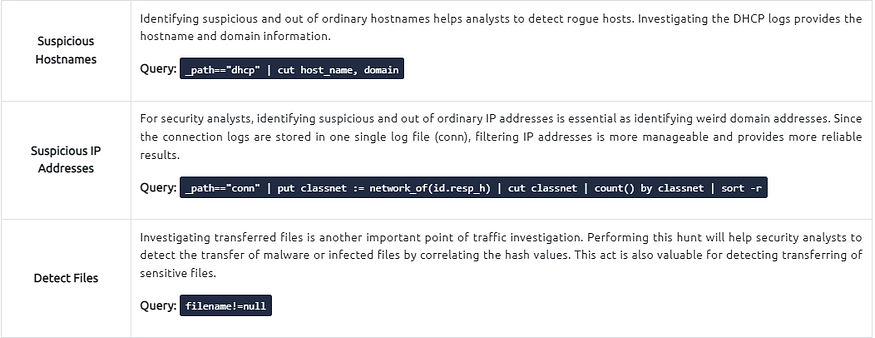 Suspicious
Hostnames
Identifying suspicious and out of ordinary hostnames helps analysts to detect rogue hosts. Investigating the DHCP logs provides the
hostname and domain information.
Query: _path=="dhcp" | cut host_name, domain
Suspicious IP
Addresses
For security analysts, identifying suspicious and out of ordinary IP addresses is essential as identifying weird domain addresses. Since
the connection logs are stored in one single log file (conn), filtering IP addresses is more manageable and provides more reliable
results.
Query: _path=="conn" | put classnet := network_of(id.resp_h) | cut classnet | count() by classnet | sort -r
Detect Files
Investigating transferred files is another important point of traffic investigation. Performing this hunt will help security analysts to
detect the transfer of malware or infected files by correlating the hash values. This act is also valuable for detecting transferring of
sensitive files.
Query: filename!=null